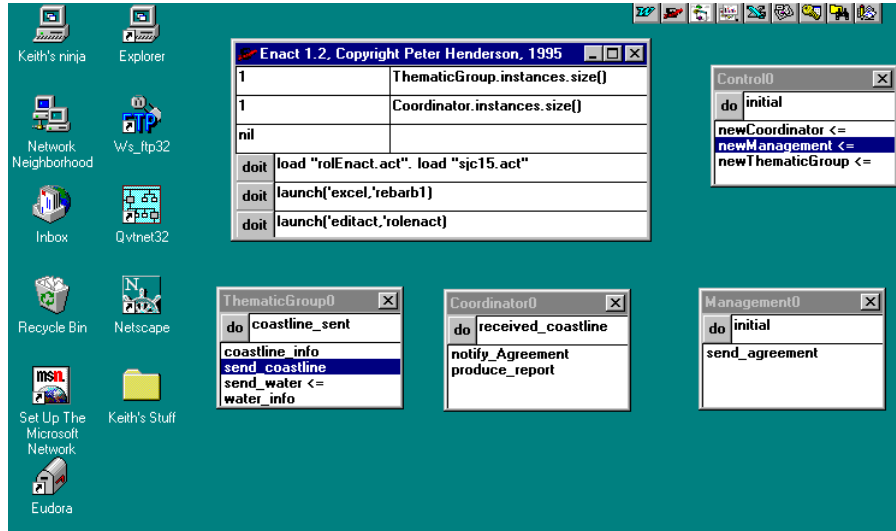 Keith's ninja
Explorer
Network
Neighborhood
Ws_ftp32
FTP
Inbox
Qvtnet32
Recycle Bin
Netscape
N
msn.
Set Up The
Microsoft
Network
Keith's Stuff
Eudora
Enact 1.2, Copyright Peter Henderson, 1995
1 ThematicGroup.instances.size()
1 Coordinator.instances.size()
nil
doit load "rolEnact.act". load "sjc15.act"
doit launch('excel,'rebarb1)
doit launch('editact,'rolenact)
Control0
do initial
newCoordinator <=
newManagement <=
newThematicGroup <=
ThematicGroup0
do coastline_sent
coastline_info
send_coastline
send_water <=
water_info
Coordinator0
do received_coastline
notify_Agreement
produce_report
Management0
do initial
send_agreement